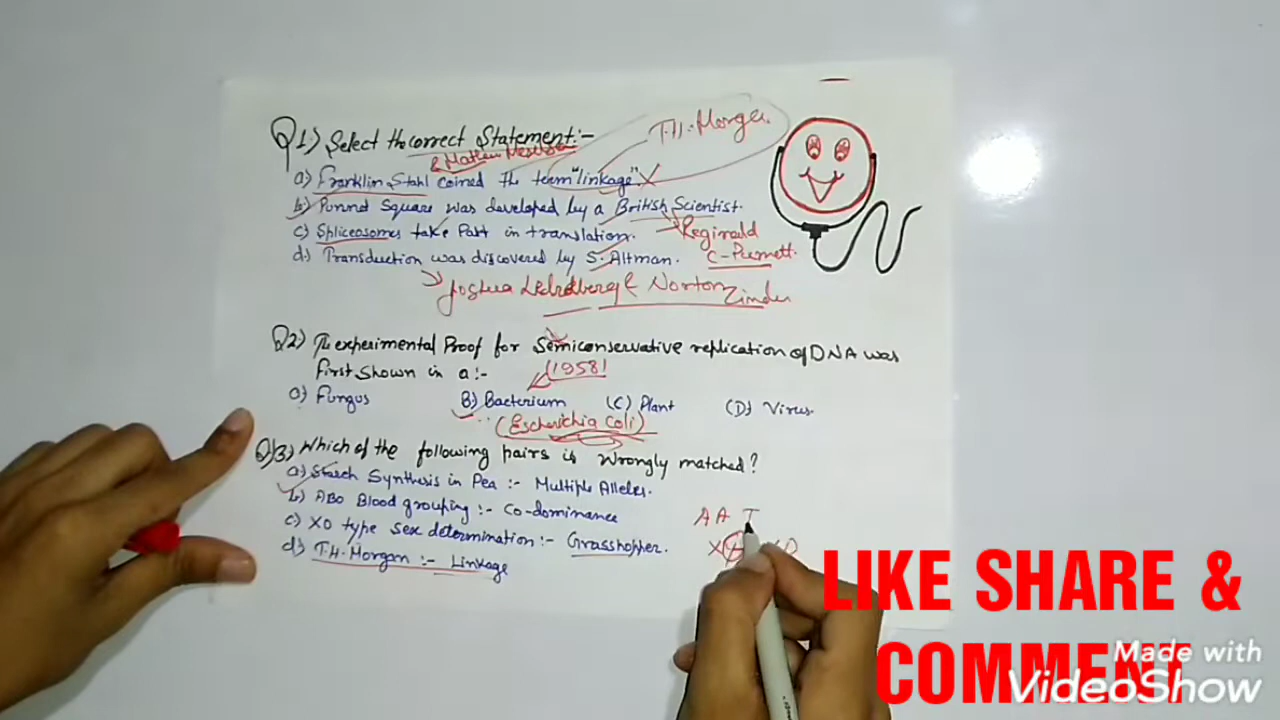 T.H. Morgan
Q1) Select the correct Statement:-
a) Franklin Stahl coined the term "linkage". X
b) Punnet Square was developed by a British Scientist.
c) Spliceosomes take Part in translation. → Reginald
d) Transduction was discovered by S. Altman. C-Punnett.
Joshua Norton Zinder
Q2) The experimental Proof for Semiconservative replication of DNA was
first shown in a:- (1958)
a) Fungus B) Bacterium (C) Plant (D) Virus.
(Escherichia coli)
Q3) Which of the following pairs is wrongly matched?
a) Starch Synthesis in Pea :- Multiple Alleles.
b) ABO Blood grouping :- Co-dominance
c) XO type sex determination :- Grasshopper.
d) T.H. Morgan :- Linkage
A A
LIKE SHARE &
COMMENT
Made with
VideoShow